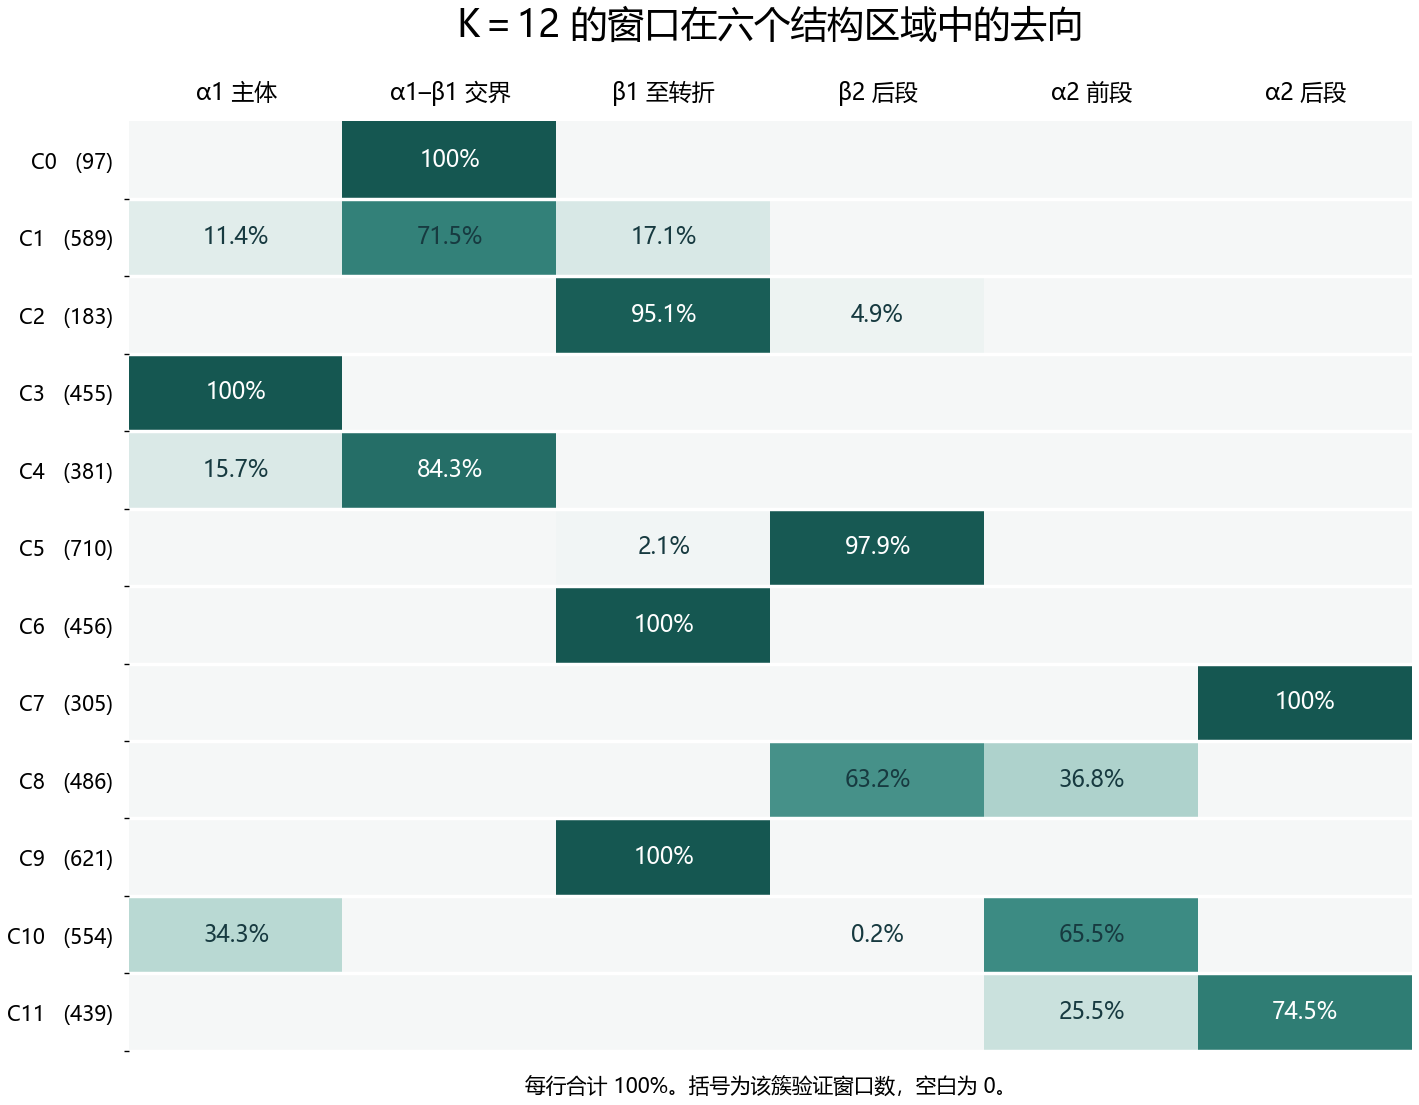 K = 12 的窗口在六个结构区域中的去向
α1 主体 α1–β1 交界 β1 至转折 β2 后段 α2 前段 α2 后段
C0 (97) 100%
C1 (589) 11.4% 71.5% 17.1%
C2 (183) 95.1% 4.9%
C3 (455) 100%
C4 (381) 15.7% 84.3%
C5 (710) 2.1% 97.9%
C6 (456) 100%
C7 (305) 100%
C8 (486) 63.2% 36.8%
C9 (621) 100%
C10 (554) 34.3% 0.2% 65.5%
C11 (439) 25.5% 74.5%
每行合计 100%。括号为该簇验证窗口数，空白为 0。